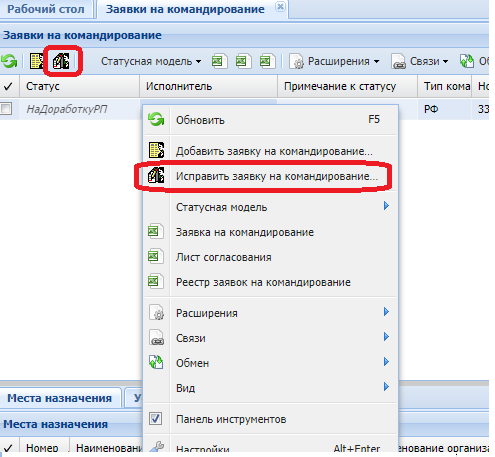 Рабочий стол Заявки на командирование
Заявки на командирование
Статусная модель Расширения Связи
Статус Исполнитель Примечание к статусу Тип кома Но
НаДоработкуРП РФ 33
Обновить F5
Добавить заявку на командирование...
Исправить заявку на командирование...
Статусная модель
Заявка на командирование
Лист согласования
Реестр заявок на командирование
Расширения
Связи
Обмен
Вид
Места назначения У
Панель инструментов
Места назначения
Номер Наименовани Настройки Alt+Enter енование организа